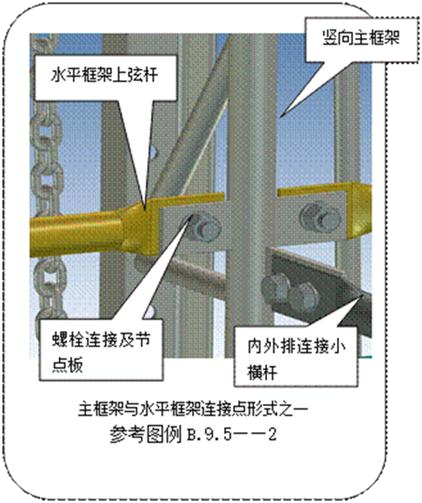 竖向主框架
水平框架上弦杆
螺栓连接及节
点板
内外排连接小
横杆
主框架与水平框架连接点形式之一
参考图例 B.9.5——2